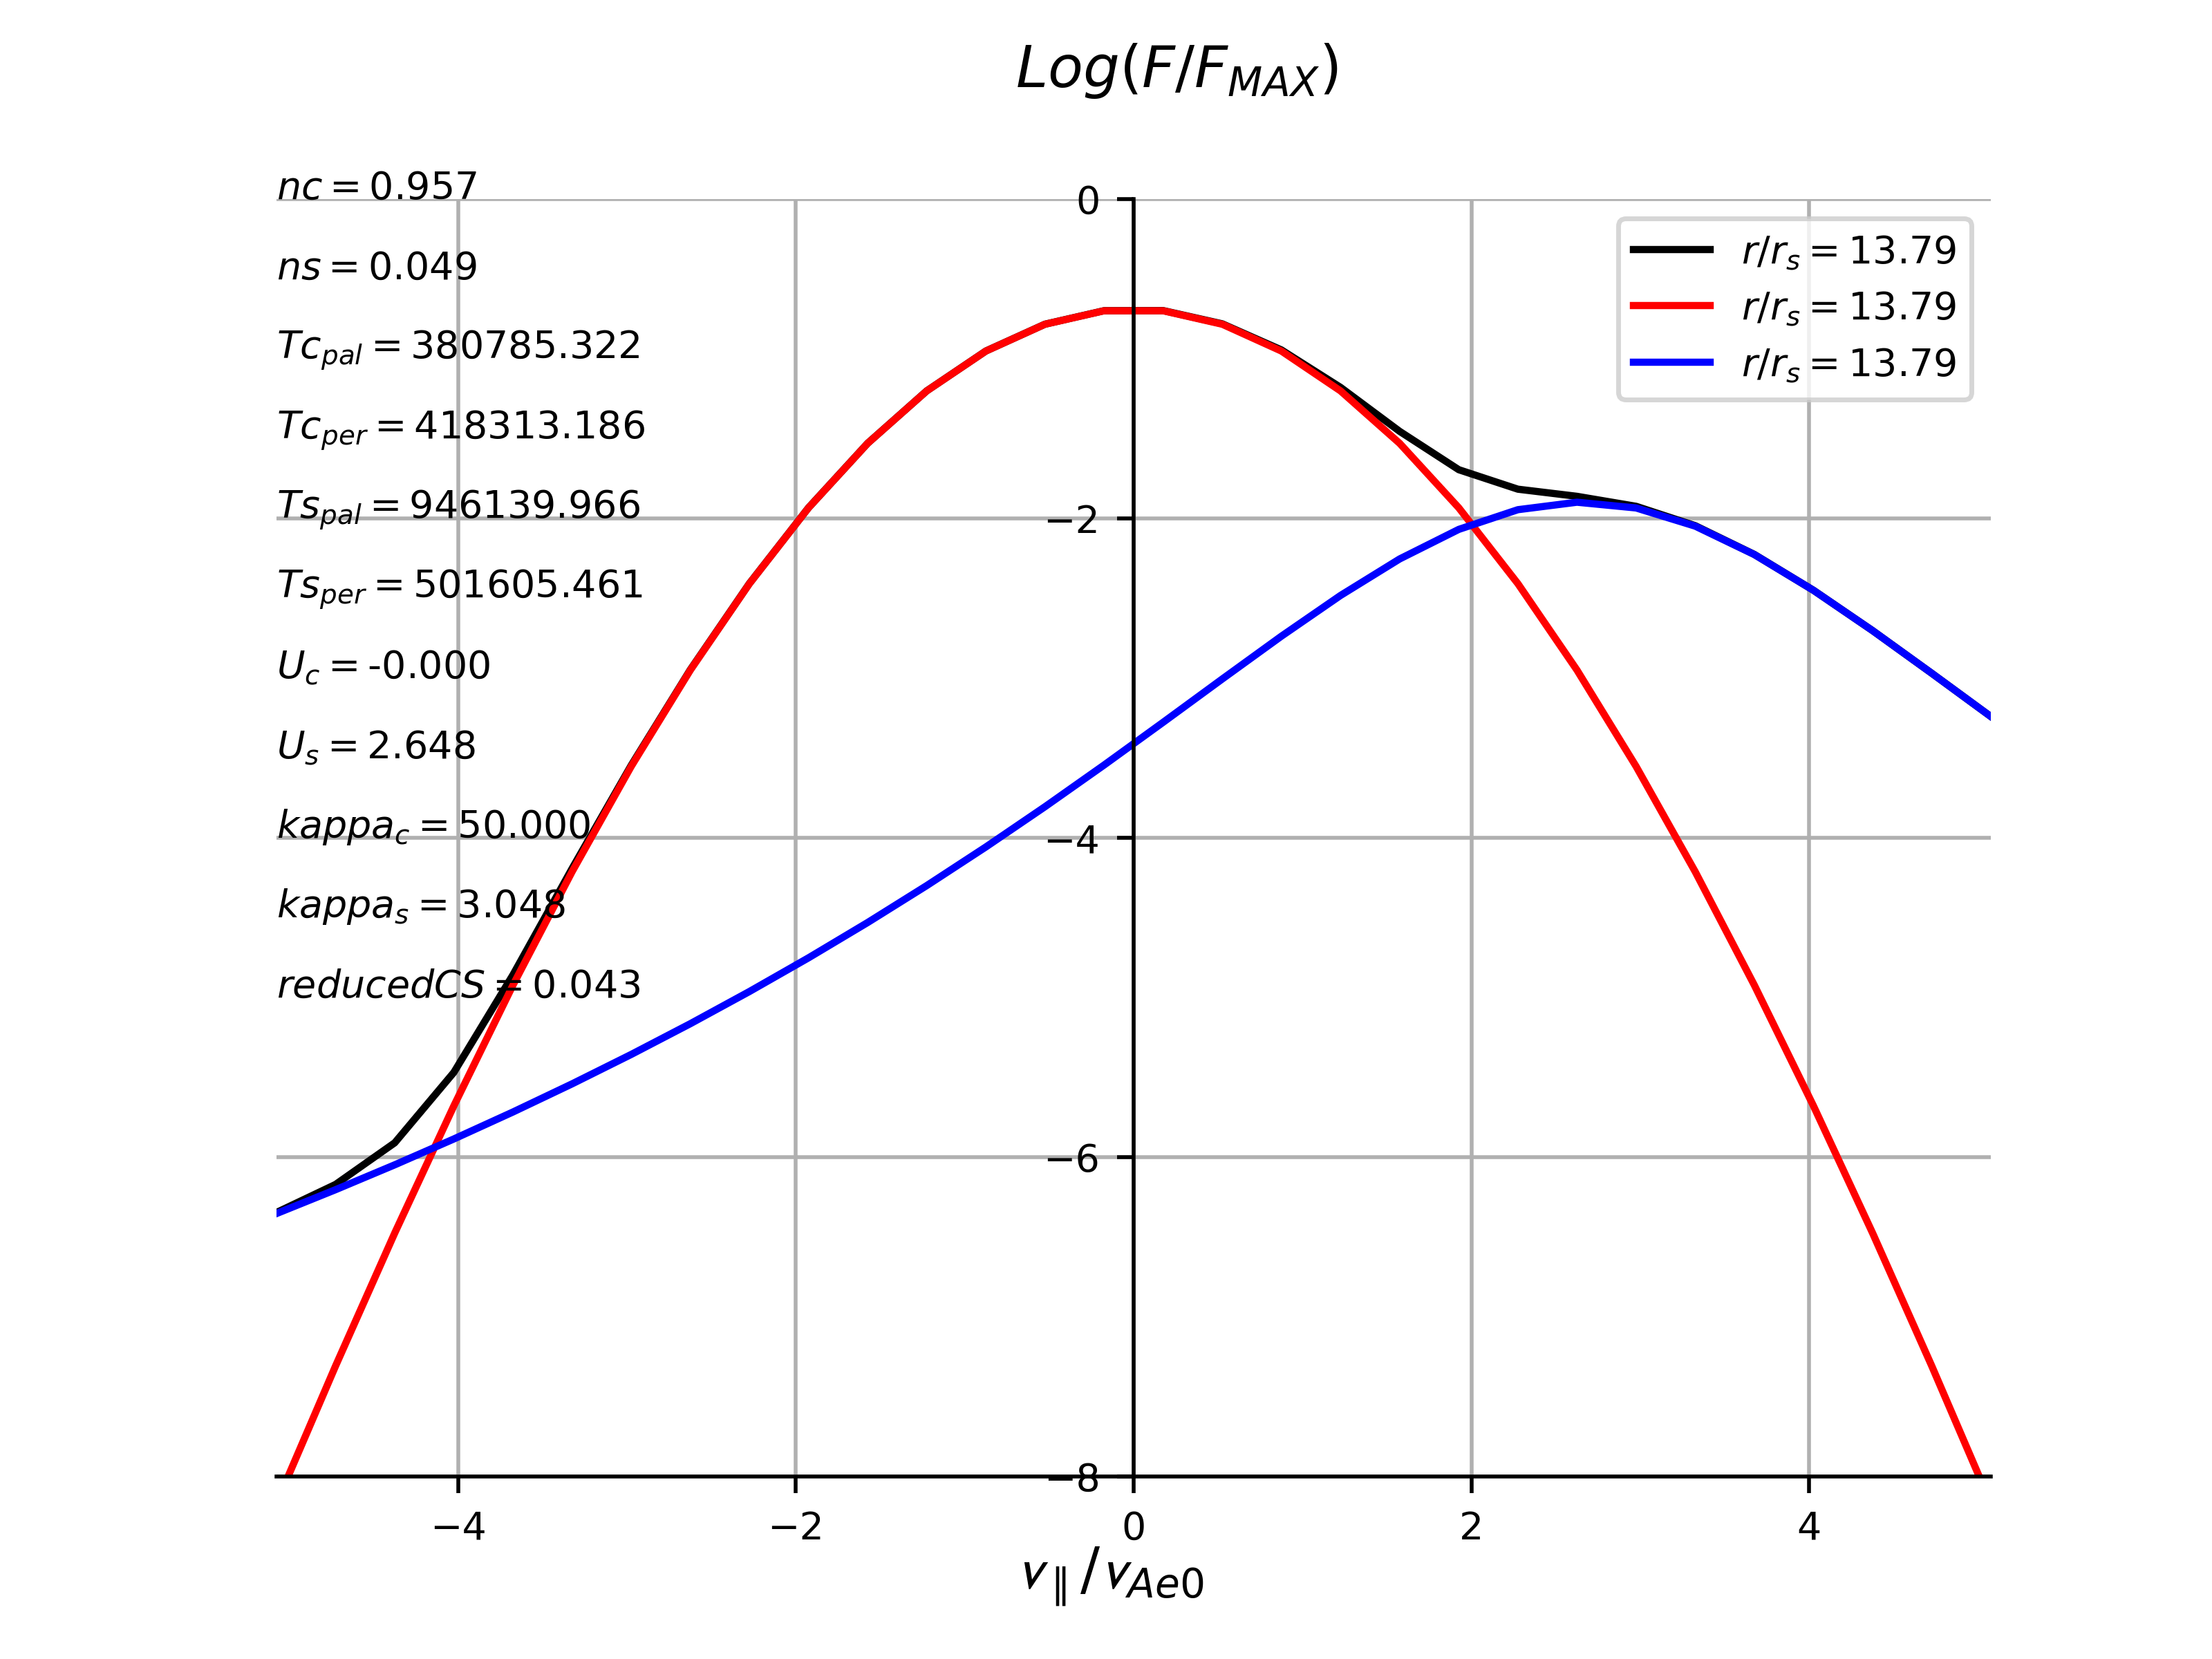 Log(F/F_MAX)
nc = 0.957
ns = 0.049
Tc_pal = 380785.322
Tc_per = 418313.186
Ts_pal = 946139.966
Ts_per = 501605.461
U_c = -0.000
U_s = 2.648
kappa_c = 50.000
kappa_s = 3.048
reducedCS = 0.043
r/r_s = 13.79
r/r_s = 13.79
r/r_s = 13.79
0
−2
−4
−6
−8
−4 −2 0 2 4
v_∥/v_Ae0